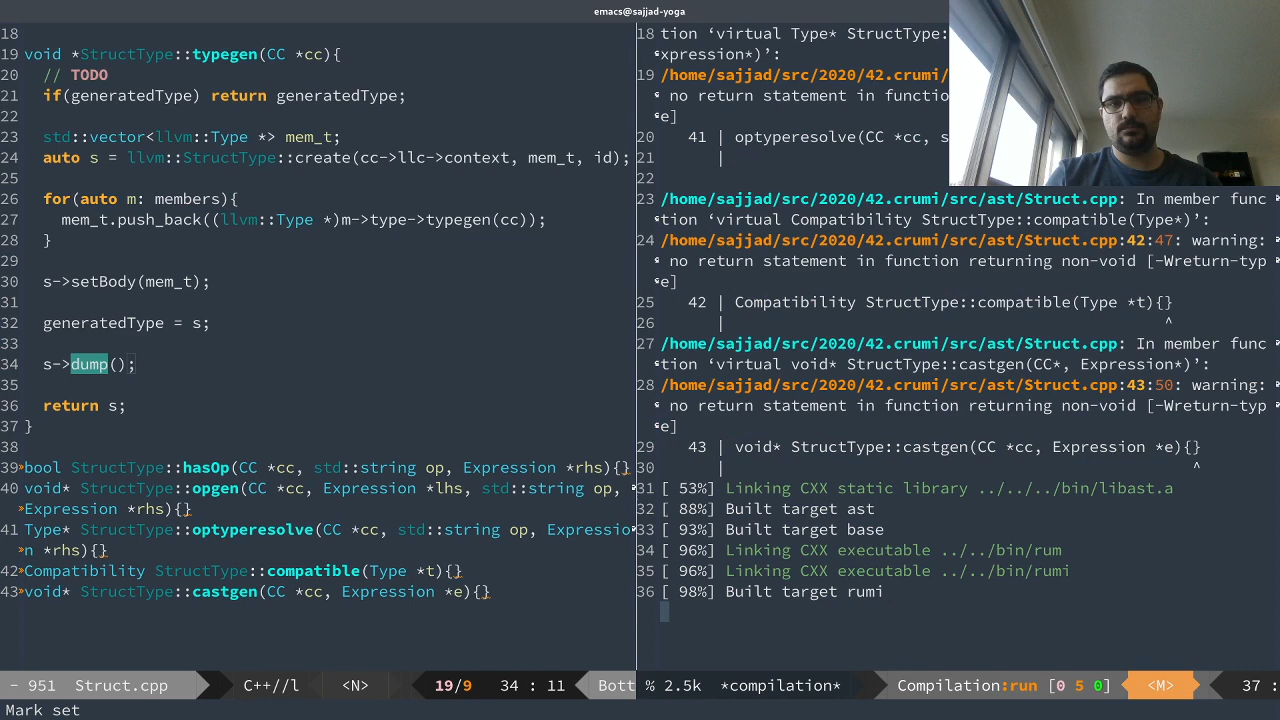 emacs@sajjad-yoga
18
19 void *StructType::typegen(CC *cc){
20 // TODO
21 if(generatedType) return generatedType;
22
23 std::vector<llvm::Type *> mem_t;
24 auto s = llvm::StructType::create(cc->llc->context, mem_t, id);
25
26 for(auto m: members){
27 mem_t.push_back((llvm::Type *)m->type->typegen(cc));
28 }
29
30 s->setBody(mem_t);
31
32 generatedType = s;
33
34 s->dump();
35
36 return s;
37 }
38
39 bool StructType::hasOp(CC *cc, std::string op, Expression *rhs){}
40 void* StructType::opgen(CC *cc, Expression *lhs, std::string op,
Expression *rhs){}
41 Type* StructType::optyperesolve(CC *cc, std::string op, Expressio
n *rhs){}
42 Compatibility StructType::compatible(Type *t){}
43 void* StructType::castgen(CC *cc, Expression *e){}
- 951 Struct.cpp C++//l <N> 19/9 34 : 11 Bott
Mark set
18 tion ‘virtual Type* StructType::
xpression*)’:
19 /home/sajjad/src/2020/42.crumi/
no return statement in function
e]
20 41 | optyperesolve(CC *cc, s
21 |
22
23 /home/sajjad/src/2020/42.crumi/src/ast/Struct.cpp: In member func
tion ‘virtual Compatibility StructType::compatible(Type*)’:
24 /home/sajjad/src/2020/42.crumi/src/ast/Struct.cpp:42:47: warning:
no return statement in function returning non-void [-Wreturn-typ
e]
25 42 | Compatibility StructType::compatible(Type *t){}
26 | ^
27 /home/sajjad/src/2020/42.crumi/src/ast/Struct.cpp: In member func
tion ‘virtual void* StructType::castgen(CC*, Expression*)’:
28 /home/sajjad/src/2020/42.crumi/src/ast/Struct.cpp:43:50: warning:
no return statement in function returning non-void [-Wreturn-typ
e]
29 43 | void* StructType::castgen(CC *cc, Expression *e){}
30 | ^
31 [ 53%] Linking CXX static library ../../../bin/libast.a
32 [ 88%] Built target ast
33 [ 93%] Built target base
34 [ 96%] Linking CXX executable ../../bin/rum
35 [ 96%] Linking CXX executable ../../bin/rumi
36 [ 98%] Built target rumi
% 2.5k *compilation* Compilation:run [0 5 0] <M> 37 :